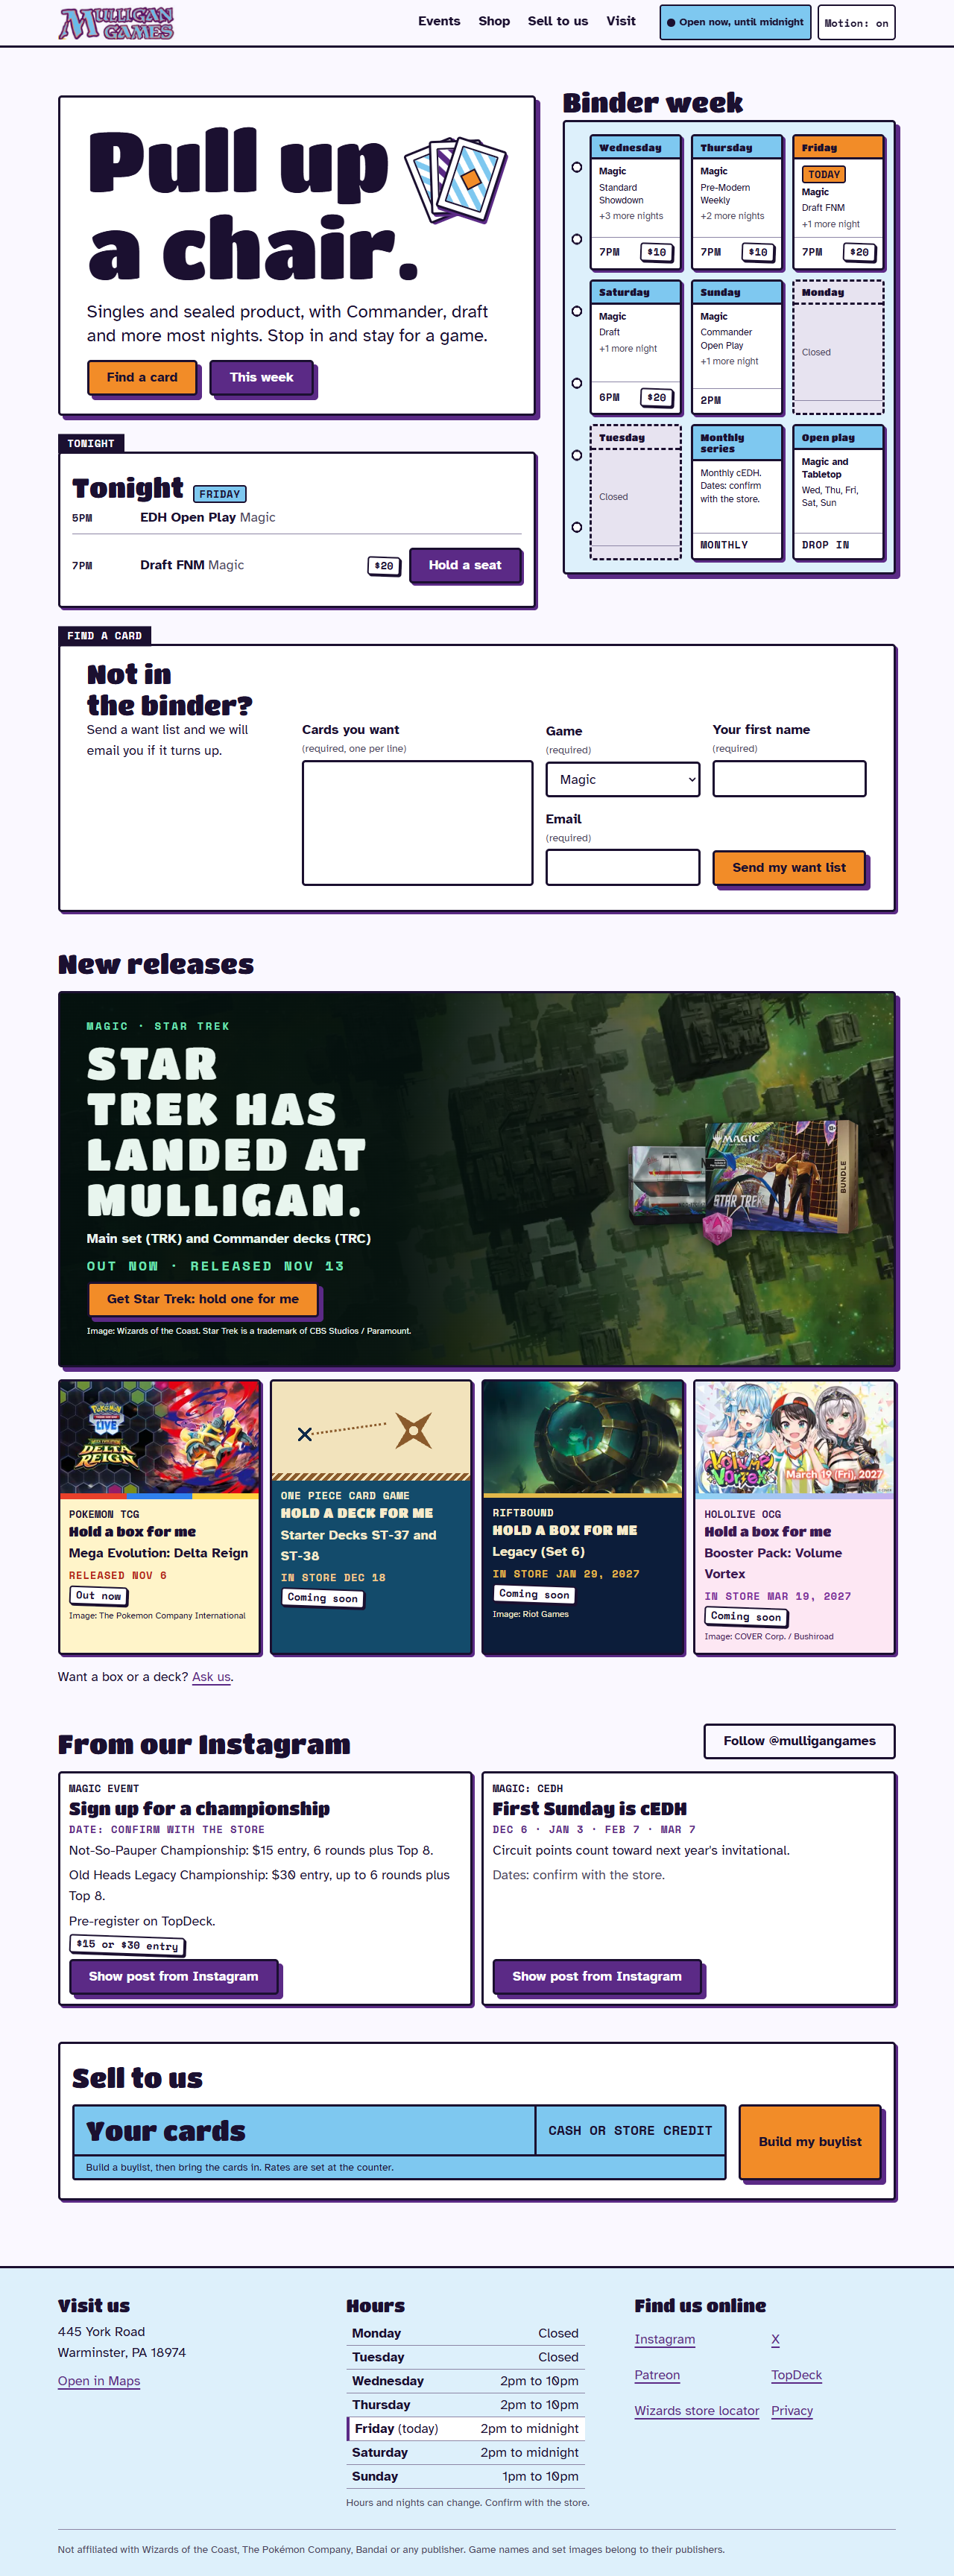 MULLIGAN GAMES
Events Shop Sell to us Visit
Open now, until midnight
Motion: on
Pull up
a chair.
Singles and sealed product, with Commander, draft
and more most nights. Stop in and stay for a game.
Find a card
This week
Binder week
Wednesday
Magic
Standard
Showdown
+3 more nights
7PM $10
Thursday
Magic
Pre-Modern
Weekly
+2 more nights
7PM $10
Friday
TODAY
Magic
Draft FNM
+1 more night
7PM $20
Saturday
Magic
Draft
+1 more night
6PM $20
Sunday
Magic
Commander
Open Play
+1 more night
2PM
Monday
Closed
Tuesday
Closed
Monthly
series
Monthly cEDH.
Dates: confirm
with the store.
MONTHLY
Open play
Magic and
Tabletop
Wed, Thu, Fri,
Sat, Sun
DROP IN
TONIGHT
Tonight FRIDAY
5PM EDH Open Play Magic
7PM Draft FNM Magic $20 Hold a seat
FIND A CARD
Not in
the binder?
Send a want list and we will
email you if it turns up.
Cards you want
(required, one per line)
Game
(required)
Magic
Your first name
(required)
Email
(required)
Send my want list
New releases
MAGIC · STAR TREK
STAR
TREK HAS
LANDED AT
MULLIGAN.
Main set (TRK) and Commander decks (TRC)
OUT NOW · RELEASED NOV 13
Get Star Trek: hold one for me
Image: Wizards of the Coast. Star Trek is a trademark of CBS Studios / Paramount.
MAGIC
STAR TREK
BUNDLE
Pokémon
LIVE
DELTA
REIGN
POKEMON TCG
Hold a box for me
Mega Evolution: Delta Reign
RELEASED NOV 6
Out now
Image: The Pokemon Company International
ONE PIECE CARD GAME
HOLD A DECK FOR ME
Starter Decks ST-37 and
ST-38
IN STORE DEC 18
Coming soon
RIFTBOUND
HOLD A BOX FOR ME
Legacy (Set 6)
IN STORE JAN 29, 2027
Coming soon
Image: Riot Games
Volume
Vortex
March 19 (Fri), 2027
HOLOLIVE OCG
Hold a box for me
Booster Pack: Volume
Vortex
IN STORE MAR 19, 2027
Coming soon
Image: COVER Corp. / Bushiroad
Want a box or a deck? Ask us.
From our Instagram
Follow @mulligangames
MAGIC EVENT
Sign up for a championship
DATE: CONFIRM WITH THE STORE
Not-So-Pauper Championship: $15 entry, 6 rounds plus Top 8.
Old Heads Legacy Championship: $30 entry, up to 6 rounds plus
Top 8.
Pre-register on TopDeck.
$15 or $30 entry
Show post from Instagram
MAGIC: CEDH
First Sunday is cEDH
DEC 6 · JAN 3 · FEB 7 · MAR 7
Circuit points count toward next year's invitational.
Dates: confirm with the store.
Show post from Instagram
Sell to us
Your cards
CASH OR STORE CREDIT
Build a buylist, then bring the cards in. Rates are set at the counter.
Build my buylist
Visit us
445 York Road
Warminster, PA 18974
Open in Maps
Hours
Monday Closed
Tuesday Closed
Wednesday 2pm to 10pm
Thursday 2pm to 10pm
Friday (today) 2pm to midnight
Saturday 2pm to midnight
Sunday 1pm to 10pm
Hours and nights can change. Confirm with the store.
Find us online
Instagram X
Patreon TopDeck
Wizards store locator Privacy
Not affiliated with Wizards of the Coast, The Pokémon Company, Bandai or any publisher. Game names and set images belong to their publishers.